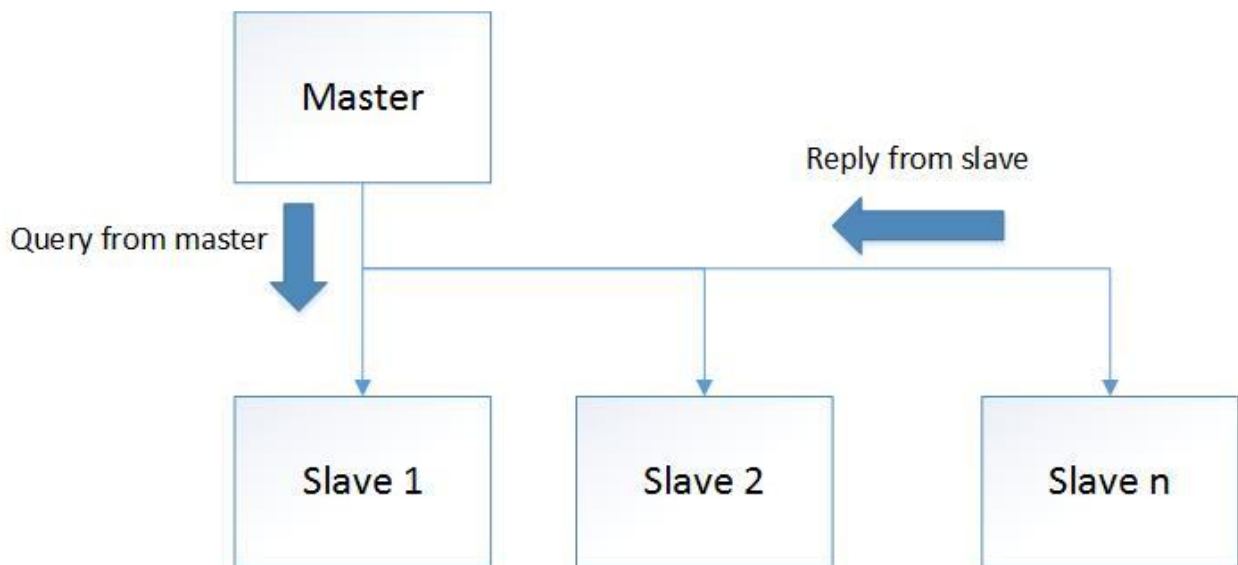 Master
Reply from slave
Query from master
Slave 1
Slave 2
Slave n